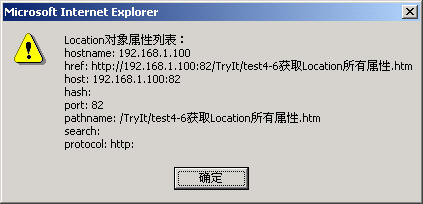 Microsoft Internet Explorer
Location对象属性列表：
hostname: 192.168.1.100
href: http://192.168.1.100:82/TryIt/test4-6获取Location所有属性.htm
host: 192.168.1.100:82
hash:
port: 82
pathname: /TryIt/test4-6获取Location所有属性.htm
search:
protocol: http:
确定